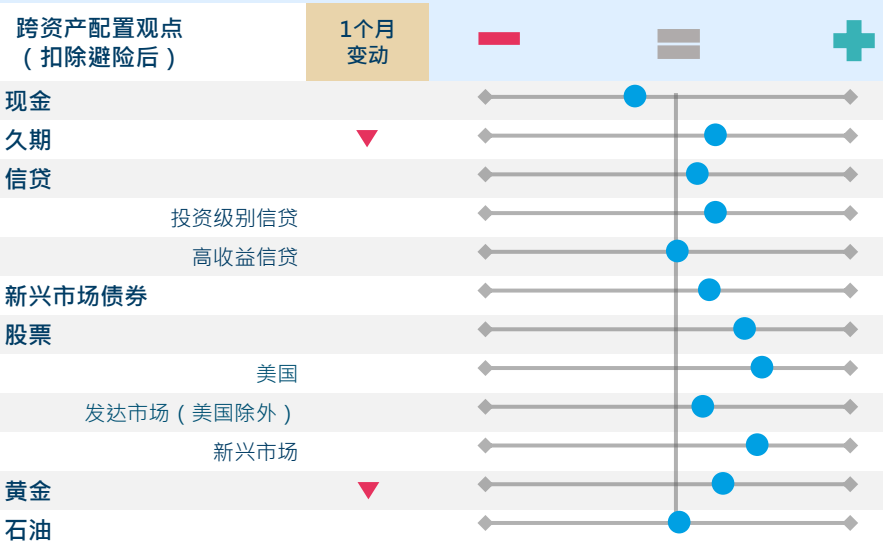 跨资产配置观点
（扣除避险后）
1个月
变动
现金
久期
信贷
投资级别信贷
高收益信贷
新兴市场债券
股票
美国
发达市场（美国除外）
新兴市场
黄金
石油